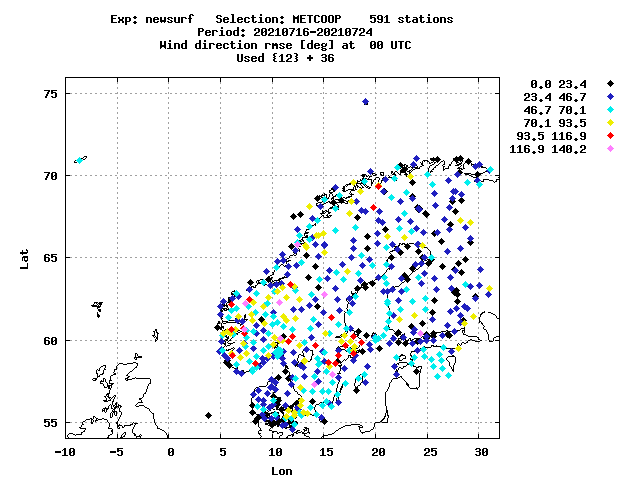 Exp: newsurf   Selection: METCOOP    591 stations
Period: 20210716-20210724
Wind direction rmse [deg] at  00 UTC
Used {12} + 36
0.0 23.4
23.4 46.7
46.7 70.1
70.1 93.5
93.5 116.9
116.9 140.2
75
70
65
60
55
Lat
-10 -5 0 5 10 15 20 25 30
Lon